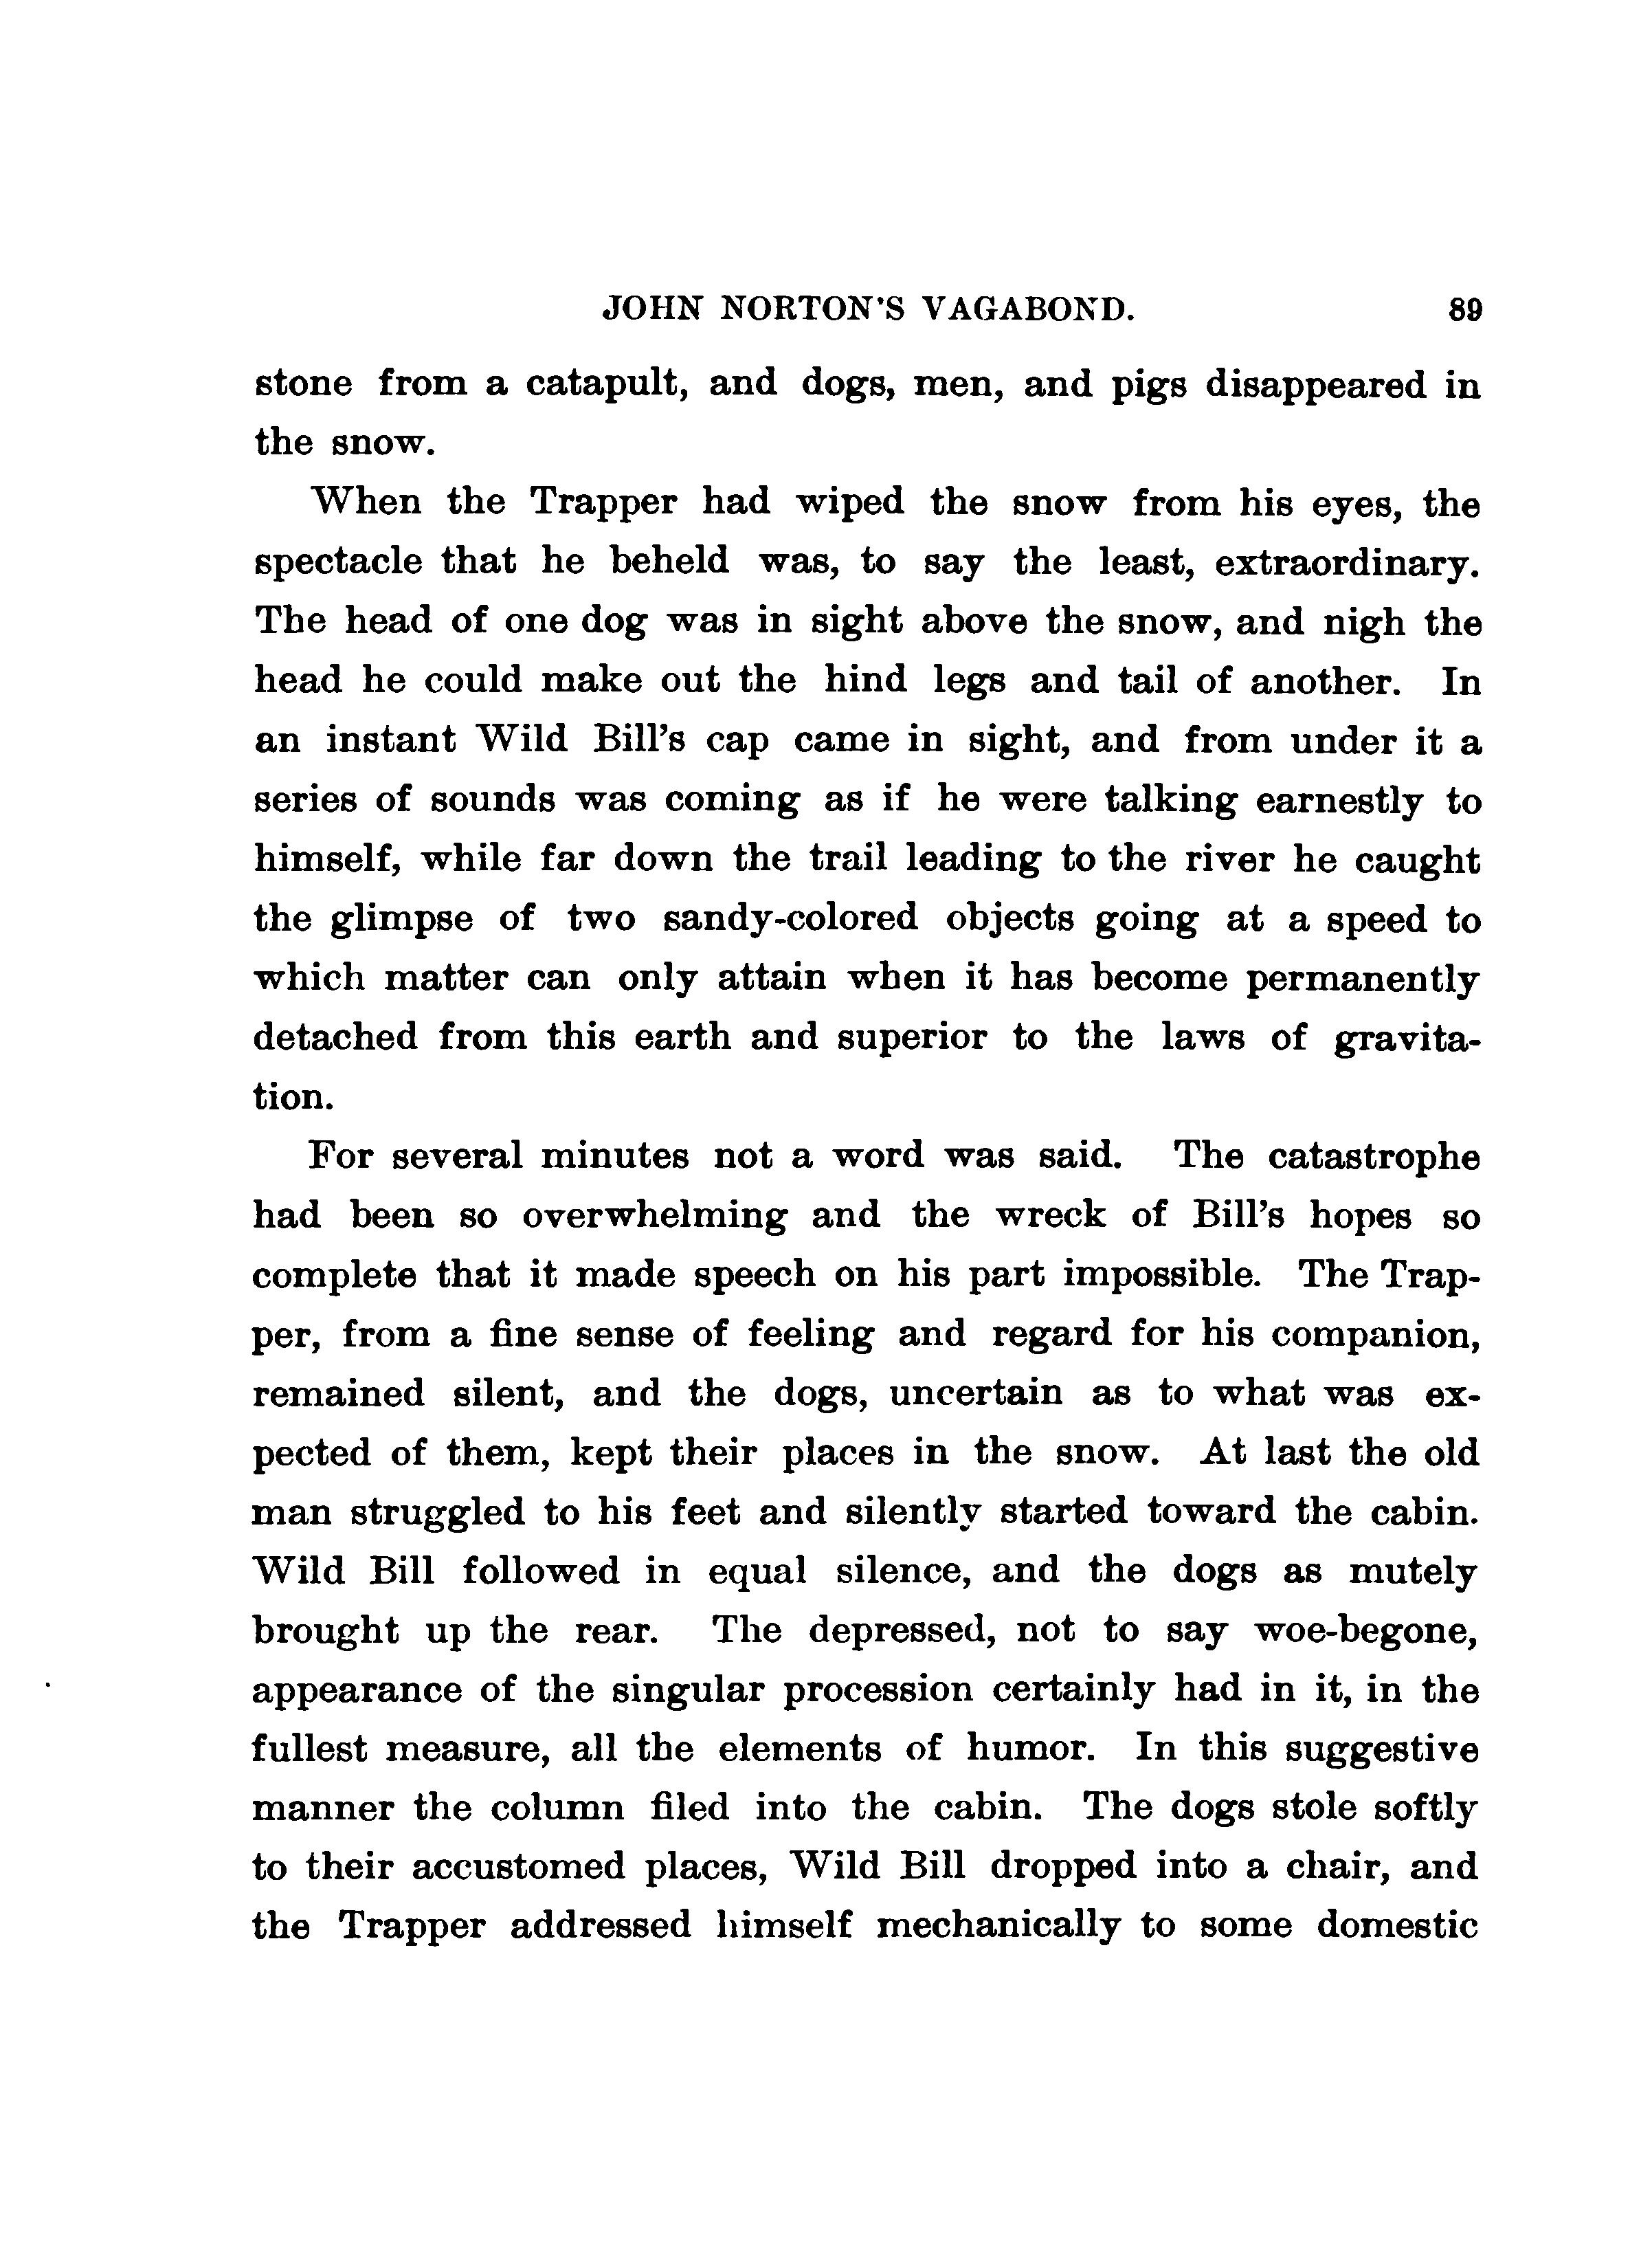 JOHN NORTON'S VAGABOND. 89
stone from a catapult, and dogs, men, and pigs disappeared in
the snow.
When the Trapper had wiped the snow from his eyes, the
spectacle that he beheld was, to say the least, extraordinary.
The head of one dog was in sight above the snow, and nigh the
head he could make out the hind legs and tail of another. In
an instant Wild Bill's cap came in sight, and from under it a
series of sounds was coming as if he were talking earnestly to
himself, while far down the trail leading to the river he caught
the glimpse of two sandy-colored objects going at a speed to
which matter can only attain when it has become permanently
detached from this earth and superior to the laws of gravita-
tion.
For several minutes not a word was said. The catastrophe
had been so overwhelming and the wreck of Bill's hopes so
complete that it made speech on his part impossible. The Trap-
per, from a fine sense of feeling and regard for his companion,
remained silent, and the dogs, uncertain as to what was ex-
pected of them, kept their places in the snow. At last the old
man struggled to his feet and silently started toward the cabin.
Wild Bill followed in equal silence, and the dogs as mutely
brought up the rear. The depressed, not to say woe-begone,
appearance of the singular procession certainly had in it, in the
fullest measure, all the elements of humor. In this suggestive
manner the column filed into the cabin. The dogs stole softly
to their accustomed places, Wild Bill dropped into a chair, and
the Trapper addressed himself mechanically to some domestic